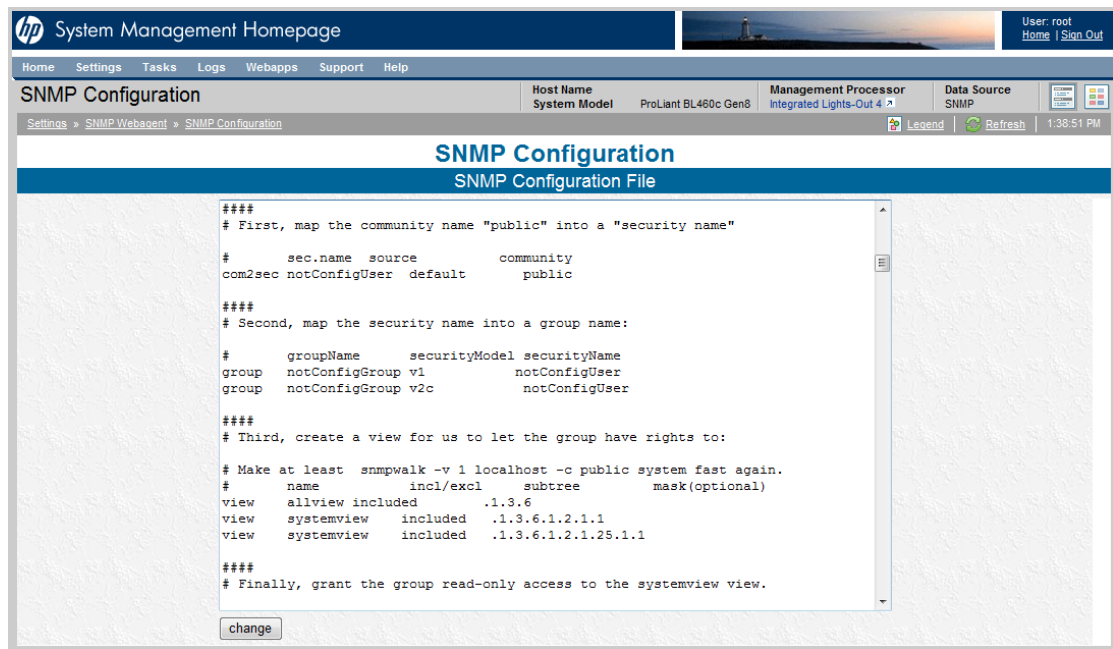 hp System Management Homepage
User: root
Home | Sign Out
Home Settings Tasks Logs Webapps Support Help
SNMP Configuration
Host Name
System Model ProLiant BL460c Gen8
Management Processor
Integrated Lights-Out 4
Data Source
SNMP
Settings » SNMP Webagent » SNMP Configuration
Legend | Refresh | 1:38:51 PM
SNMP Configuration
SNMP Configuration File
####
# First, map the community name "public" into a "security name"
#       sec.name  source          community
com2sec notConfigUser  default       public
####
# Second, map the security name into a group name:
#       groupName      securityModel securityName
group   notConfigGroup v1           notConfigUser
group   notConfigGroup v2c           notConfigUser
####
# Third, create a view for us to let the group have rights to:
# Make at least  snmpwalk -v 1 localhost -c public system fast again.
#       name           incl/excl     subtree         mask(optional)
view    allview included        .1.3.6
view    systemview    included   .1.3.6.1.2.1.1
view    systemview    included   .1.3.6.1.2.1.25.1.1
####
# Finally, grant the group read-only access to the systemview view.
change